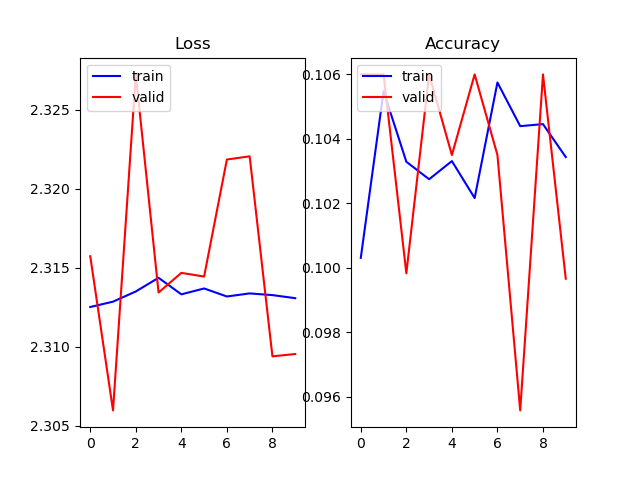 Loss
train
valid
2.325
2.320
2.315
2.310
2.305
0 2 4 6 8
Accuracy
train
valid
0.106
0.104
0.102
0.100
0.098
0.096
0 2 4 6 8